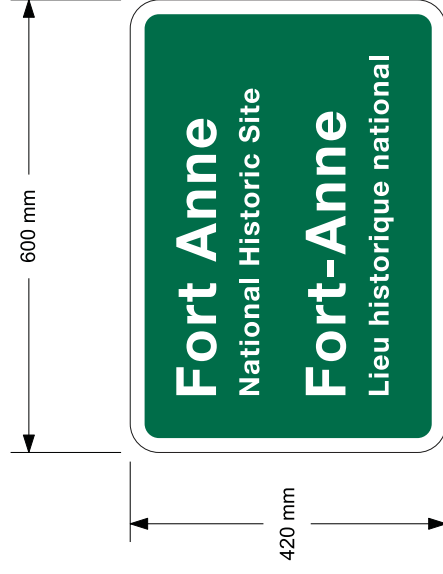 600 mm
Fort Anne
National Historic Site
Fort-Anne
Lieu historique national
420 mm